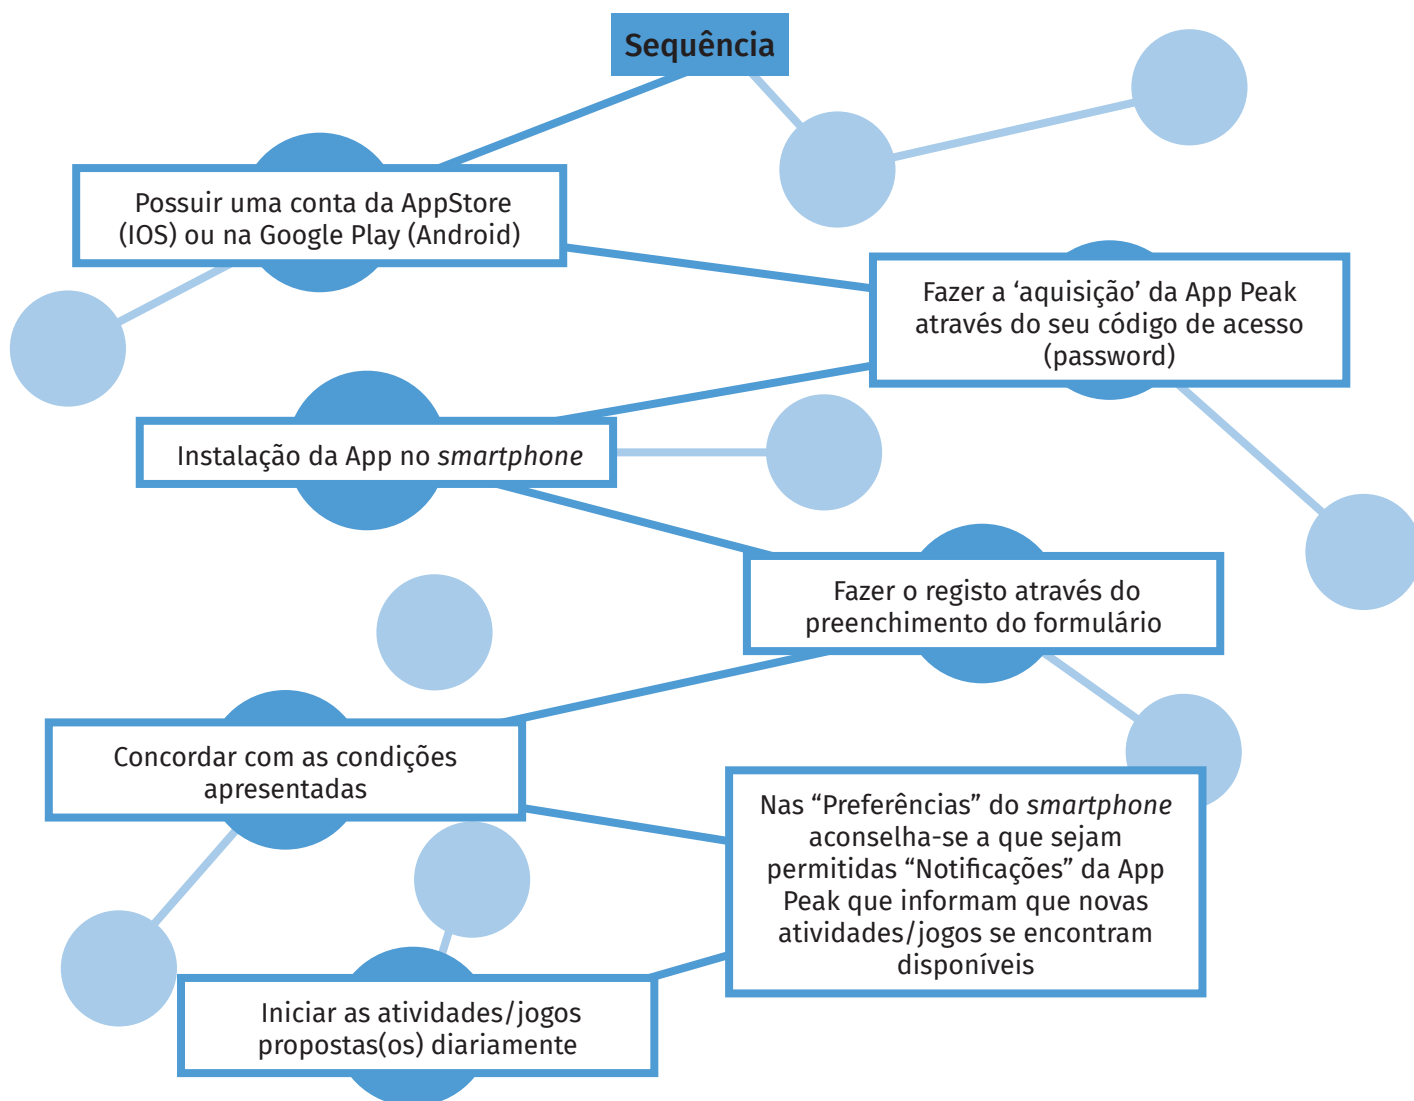 Sequência
Possuir uma conta da AppStore
(IOS) ou na Google Play (Android)
Fazer a ‘aquisição’ da App Peak
através do seu código de acesso
(password)
Instalação da App no smartphone
Fazer o registo através do
preenchimento do formulário
Concordar com as condições
apresentadas
Nas “Preferências” do smartphone
aconselha-se a que sejam
permitidas “Notificações” da App
Peak que informam que novas
atividades/jogos se encontram
disponíveis
Iniciar as atividades/jogos
propostas(os) diariamente